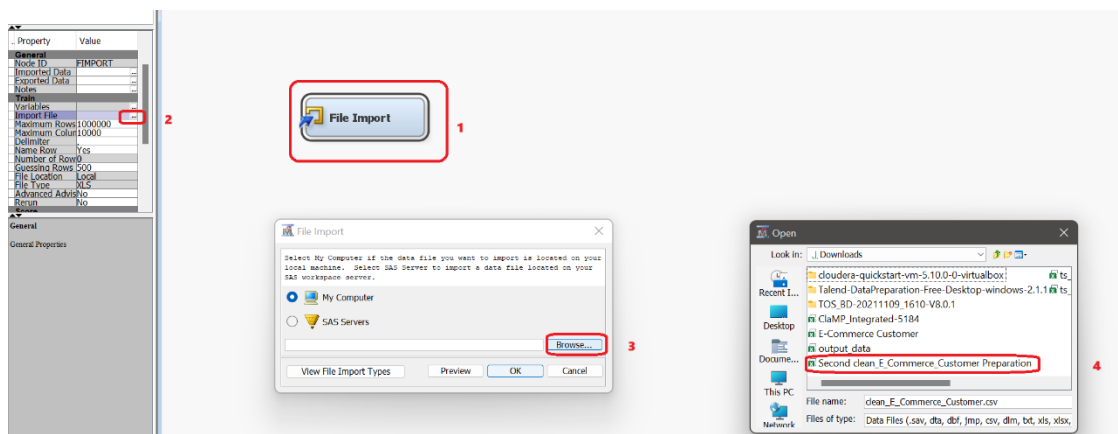 .. Property Value
General
Node ID FIMPORT
Imported Data ...
Exported Data ...
Notes ...
Train
Variables ...
Import File ...
Maximum Rows 1000000
Maximum Colur 10000
Delimiter ,
Name Row Yes
Number of Row 0
Guessing Rows 500
File Location Local
File Type XLS
Advanced Advis No
Rerun No
Score
General
General Properties
2
File Import
1
File Import
Select My Computer if the data file you want to import is located on your
local machine. Select SAS Server to import a data file located on your
SAS workspace server.
My Computer
SAS Servers
Browse...
3
View File Import Types Preview OK Cancel
Open
Look in: Downloads
Recent I...
Desktop
Docume...
This PC
Network
cloudera-quickstart-vm-5.10.0-0-virtualbox ts_
Talend-DataPreparation-Free-Desktop-windows-2.1.1 ts_
TOS_BD-20211109_1610-V8.0.1
ClaMP_Integrated-5184
E-Commerce Customer
output_data
Second clean_E_Commerce_Customer Preparation
4
File name: clean_E_Commerce_Customer.csv
Files of type: Data Files (.sav, dta, dbf, jmp, csv, dlm, txt, xls, xlsx,